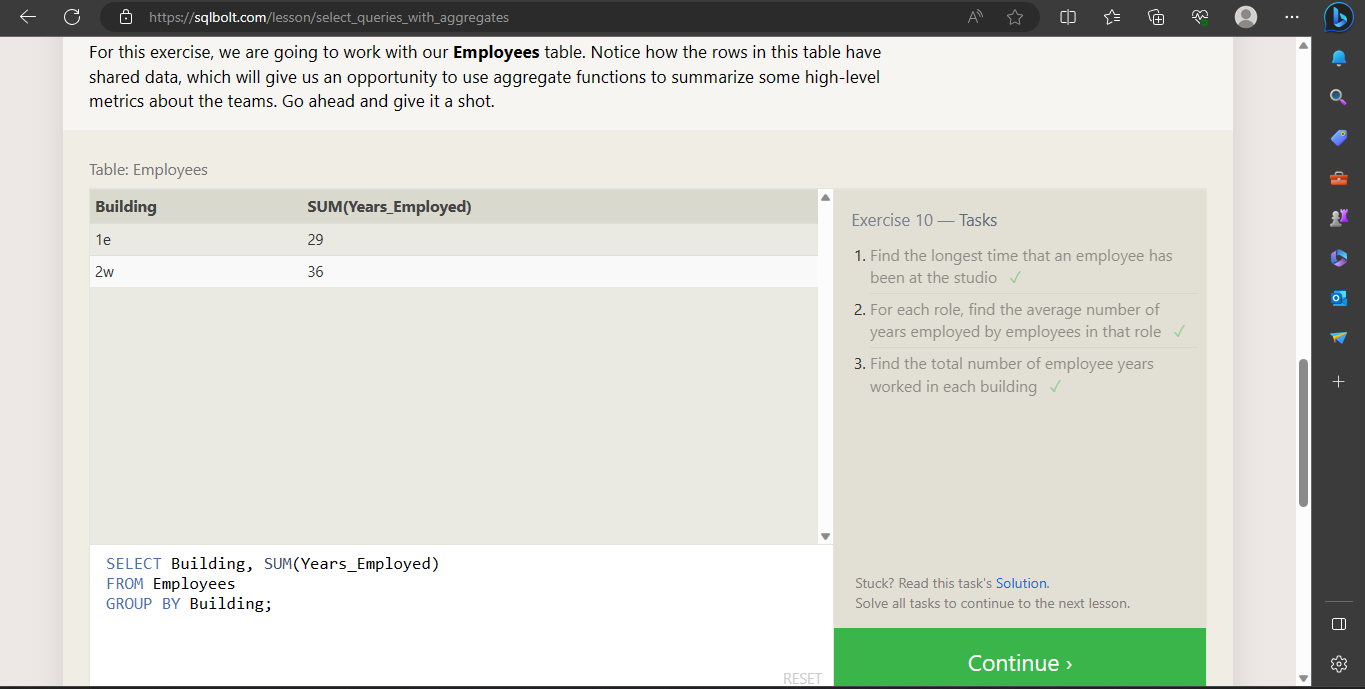 https://sqlbolt.com/lesson/select_queries_with_aggregates
For this exercise, we are going to work with our Employees table. Notice how the rows in this table have
shared data, which will give us an opportunity to use aggregate functions to summarize some high-level
metrics about the teams. Go ahead and give it a shot.
Table: Employees
Building SUM(Years_Employed)
1e 29
2w 36
SELECT Building, SUM(Years_Employed)
FROM Employees
GROUP BY Building;
RESET
Exercise 10 — Tasks
1. Find the longest time that an employee has
been at the studio ✓
2. For each role, find the average number of
years employed by employees in that role ✓
3. Find the total number of employee years
worked in each building ✓
Stuck? Read this task's Solution.
Solve all tasks to continue to the next lesson.
Continue ›